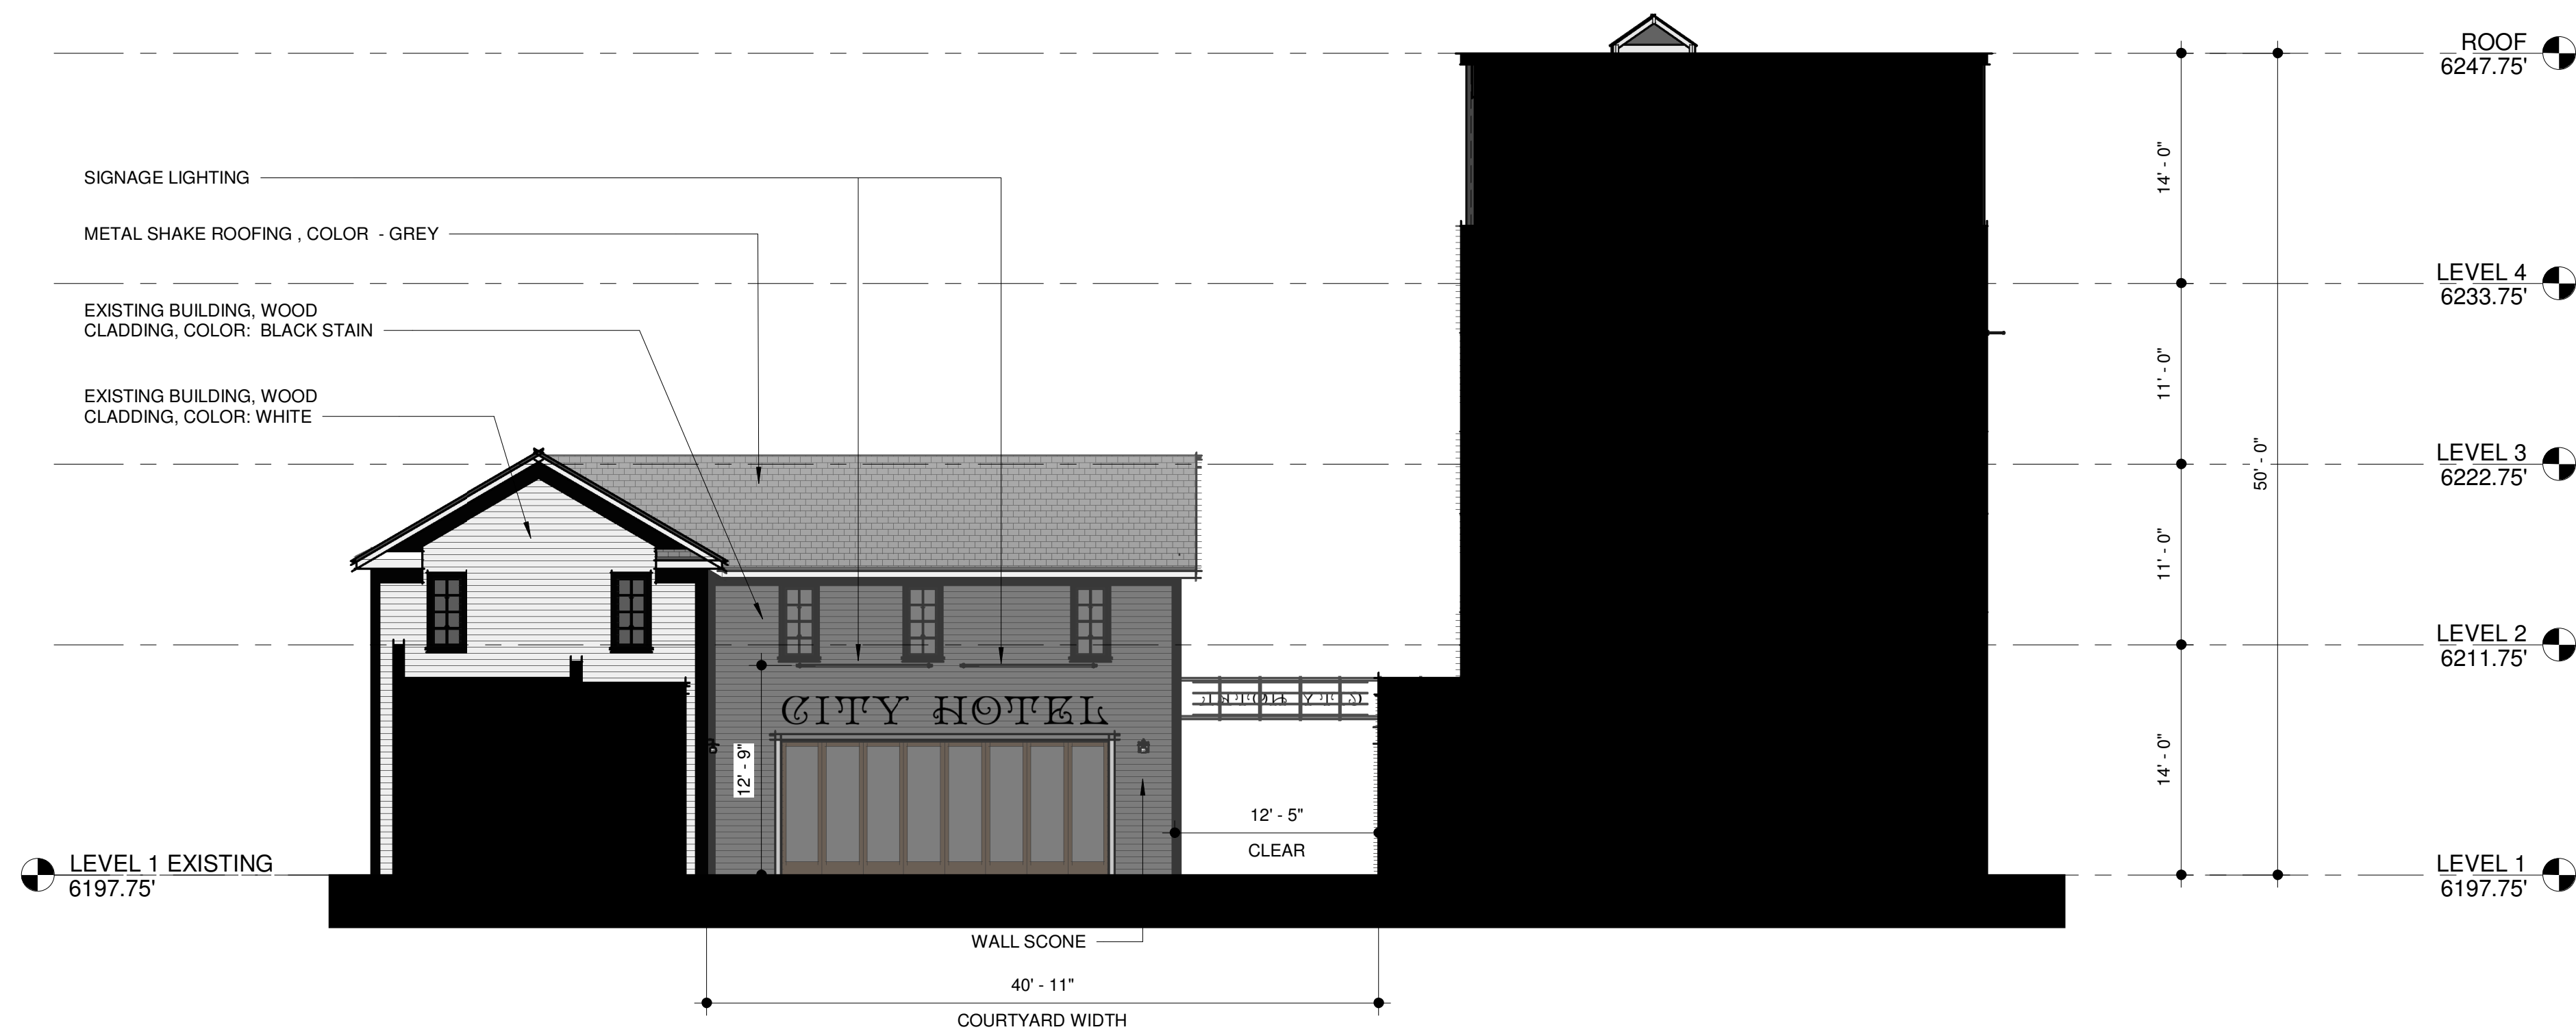 ROOF
6247.75'
14' - 0"
SIGNAGE LIGHTING
METAL SHAKE ROOFING , COLOR  - GREY
LEVEL 4
6233.75'
EXISTING BUILDING, WOOD
CLADDING, COLOR:  BLACK STAIN
11' - 0"
EXISTING BUILDING, WOOD
CLADDING, COLOR: WHITE
LEVEL 3
6222.75'
50' - 0"
11' - 0"
LEVEL 2
6211.75'
CITY HOTEL
12' - 9"
14' - 0"
12' - 5"
CLEAR
LEVEL 1 EXISTING
6197.75'
LEVEL 1
6197.75'
WALL SCONE
40' - 11"
COURTYARD WIDTH